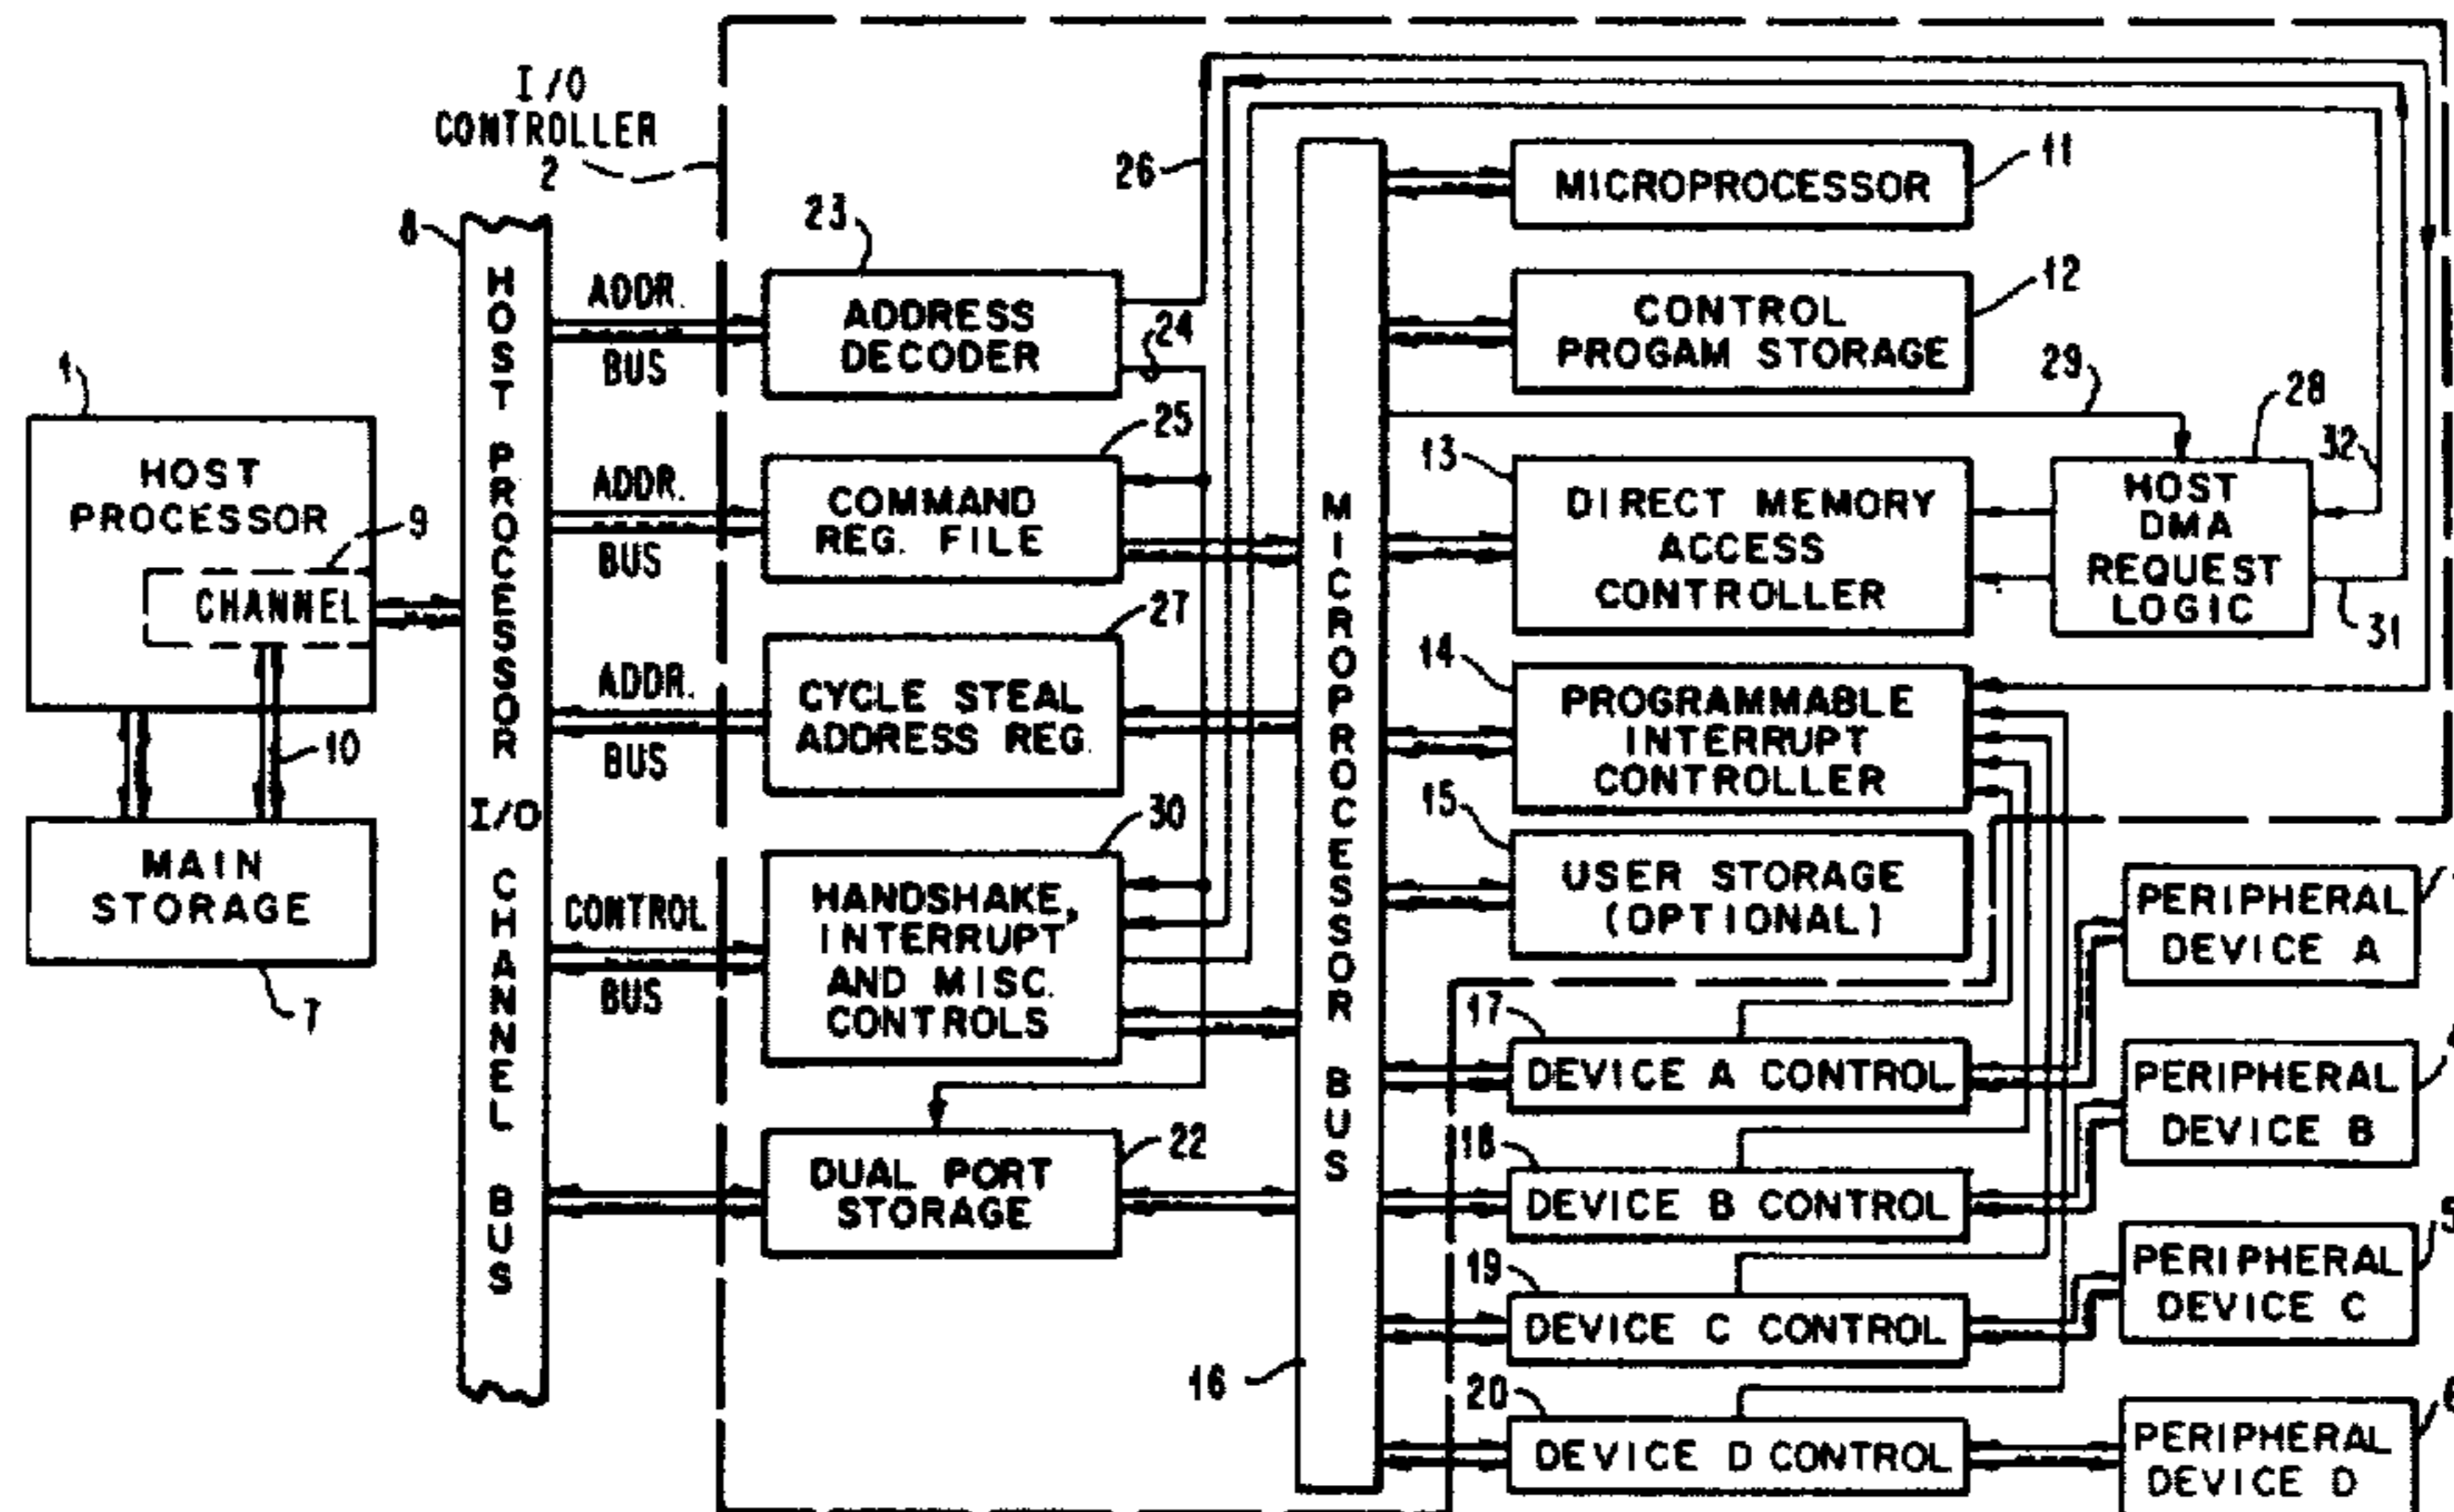 I/O
CONTROLLER
2
26
11
MICROPROCESSOR
8
23
ADDR.
BUS
ADDRESS
DECODER
24
12
CONTROL
PROGAM STORAGE
29
28
1
HOST
PROCESSOR
9
CHANNEL
10
MAIN
STORAGE
7
HOST PROCESSOR I/O CHANNEL BUS
25
ADDR.
BUS
COMMAND
REG. FILE
13
DIRECT MEMORY
ACCESS
CONTROLLER
HOST
DMA
REQUEST
LOGIC
32
31
27
ADDR.
BUS
CYCLE STEAL
ADDRESS REG.
14
PROGRAMMABLE
INTERRUPT
CONTROLLER
30
CONTROL
BUS
HANDSHAKE,
INTERRUPT
AND MISC.
CONTROLS
15
USER STORAGE
(OPTIONAL)
22
DUAL PORT
STORAGE
MICROPROCESSOR BUS
16
17
DEVICE A CONTROL
18
DEVICE B CONTROL
19
DEVICE C CONTROL
20
DEVICE D CONTROL
PERIPHERAL
DEVICE A
PERIPHERAL
DEVICE B
PERIPHERAL
DEVICE C
5
PERIPHERAL
DEVICE D